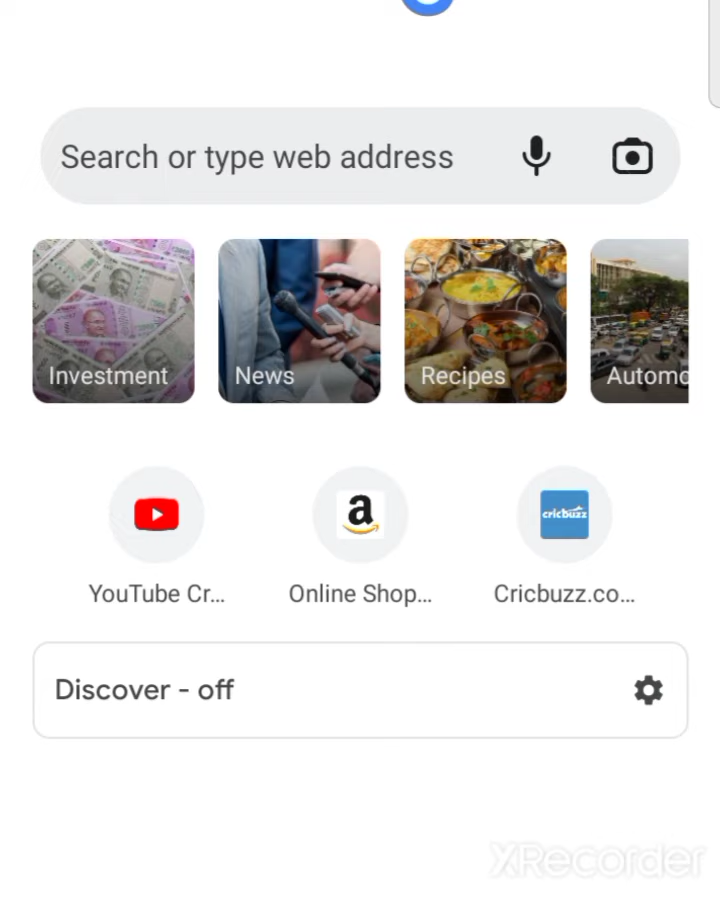 Search or type web address
Investment
News
Recipes
Automo
a
cricbuzz
YouTube Cr...
Online Shop...
Cricbuzz.co...
Discover - off
XRecorder